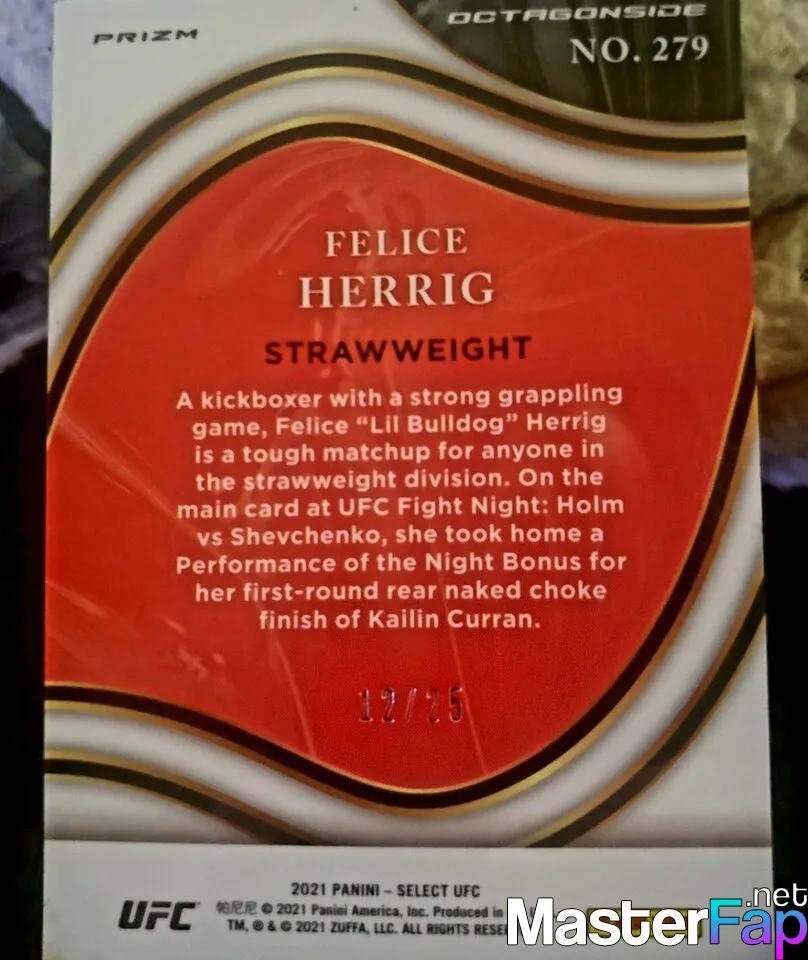 PRIZM
OCTAGONSIDE
NO. 279
FELICE
HERRIG
STRAWWEIGHT
A kickboxer with a strong grappling
game, Felice “Lil Bulldog” Herrig
is a tough matchup for anyone in
the strawweight division. On the
main card at UFC Fight Night: Holm
vs Shevchenko, she took home a
Performance of the Night Bonus for
her first-round rear naked choke
finish of Kailin Curran.
12/25
2021 PANINI – SELECT UFC
UFC
帕尼尼 © 2021 Panini America, Inc. Produced in
TM, ® & © 2021 ZUFFA, LLC. ALL RIGHTS
MasterFap.net